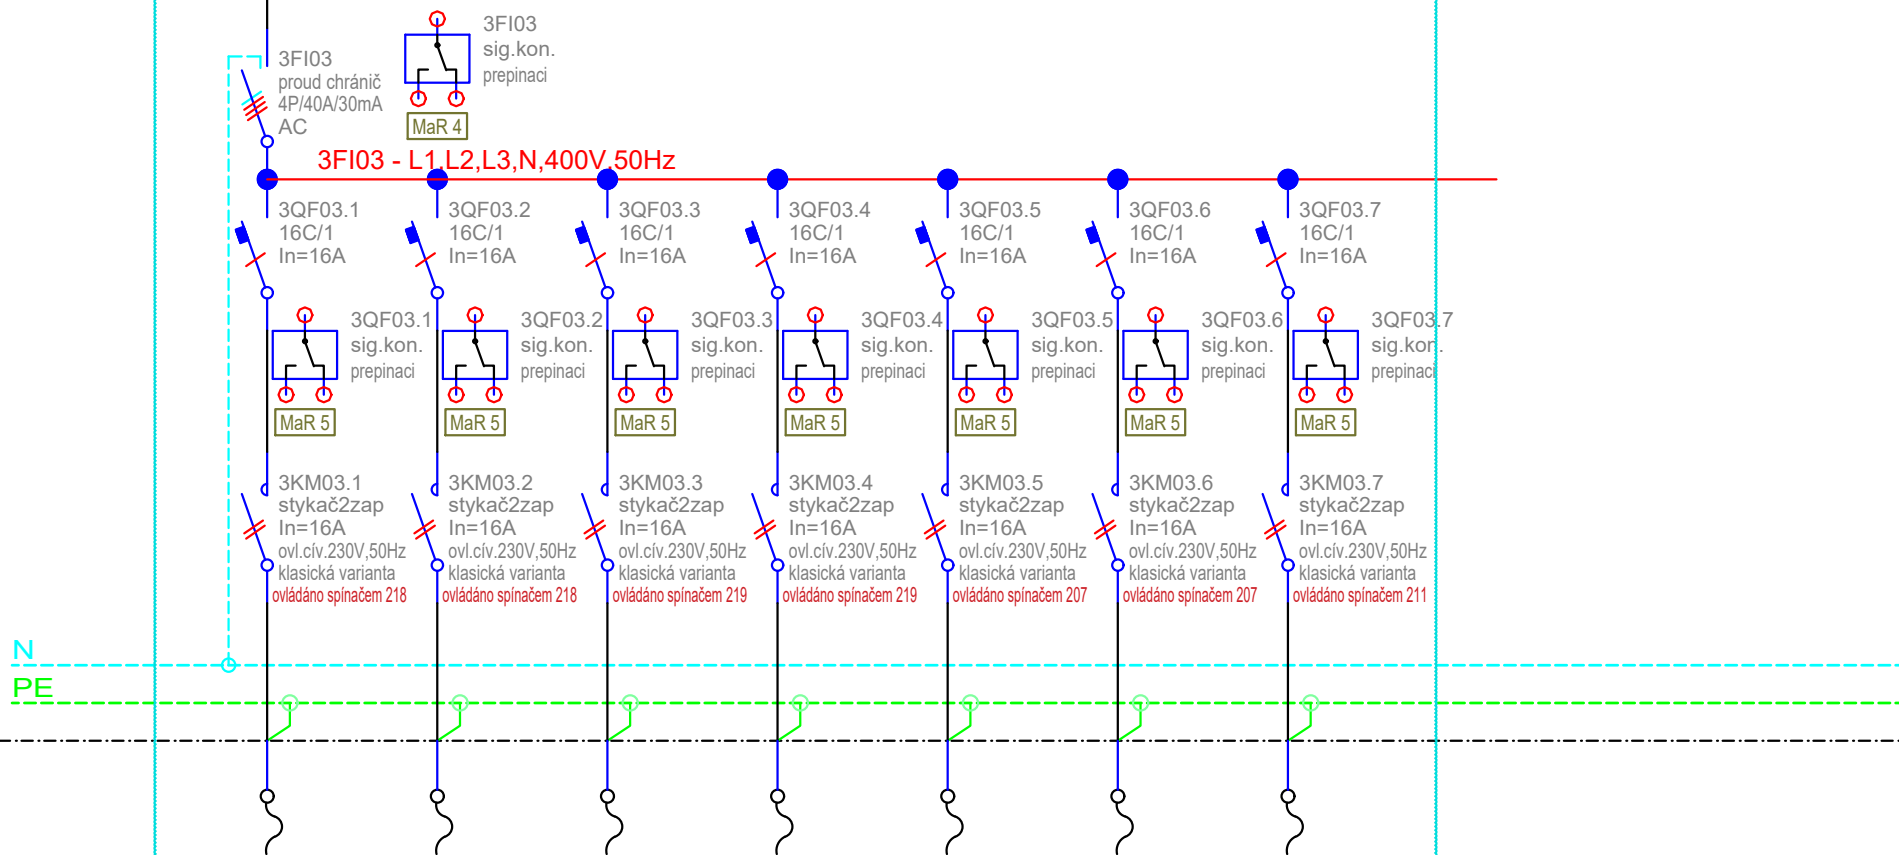 3FI03
sig.kon.
prepinaci
MaR 4
3FI03
proud chránič
4P/40A/30mA
AC
3FI03 - L1,L2,L3,N,400V,50Hz
3QF03.1
16C/1
In=16A
3QF03.2
16C/1
In=16A
3QF03.3
16C/1
In=16A
3QF03.4
16C/1
In=16A
3QF03.5
16C/1
In=16A
3QF03.6
16C/1
In=16A
3QF03.7
16C/1
In=16A
3QF03.1
sig.kon.
prepinaci
MaR 5
3QF03.2
sig.kon.
prepinaci
MaR 5
3QF03.3
sig.kon.
prepinaci
MaR 5
3QF03.4
sig.kon.
prepinaci
MaR 5
3QF03.5
sig.kon.
prepinaci
MaR 5
3QF03.6
sig.kon.
prepinaci
MaR 5
3QF03.7
sig.kon.
prepinaci
MaR 5
3KM03.1
stykač2zap
In=16A
ovl.cív.230V,50Hz
klasická varianta
ovládáno spínačem 218
3KM03.2
stykač2zap
In=16A
ovl.cív.230V,50Hz
klasická varianta
ovládáno spínačem 218
3KM03.3
stykač2zap
In=16A
ovl.cív.230V,50Hz
klasická varianta
ovládáno spínačem 219
3KM03.4
stykač2zap
In=16A
ovl.cív.230V,50Hz
klasická varianta
ovládáno spínačem 219
3KM03.5
stykač2zap
In=16A
ovl.cív.230V,50Hz
klasická varianta
ovládáno spínačem 207
3KM03.6
stykač2zap
In=16A
ovl.cív.230V,50Hz
klasická varianta
ovládáno spínačem 207
3KM03.7
stykač2zap
In=16A
ovl.cív.230V,50Hz
klasická varianta
ovládáno spínačem 211
N
PE